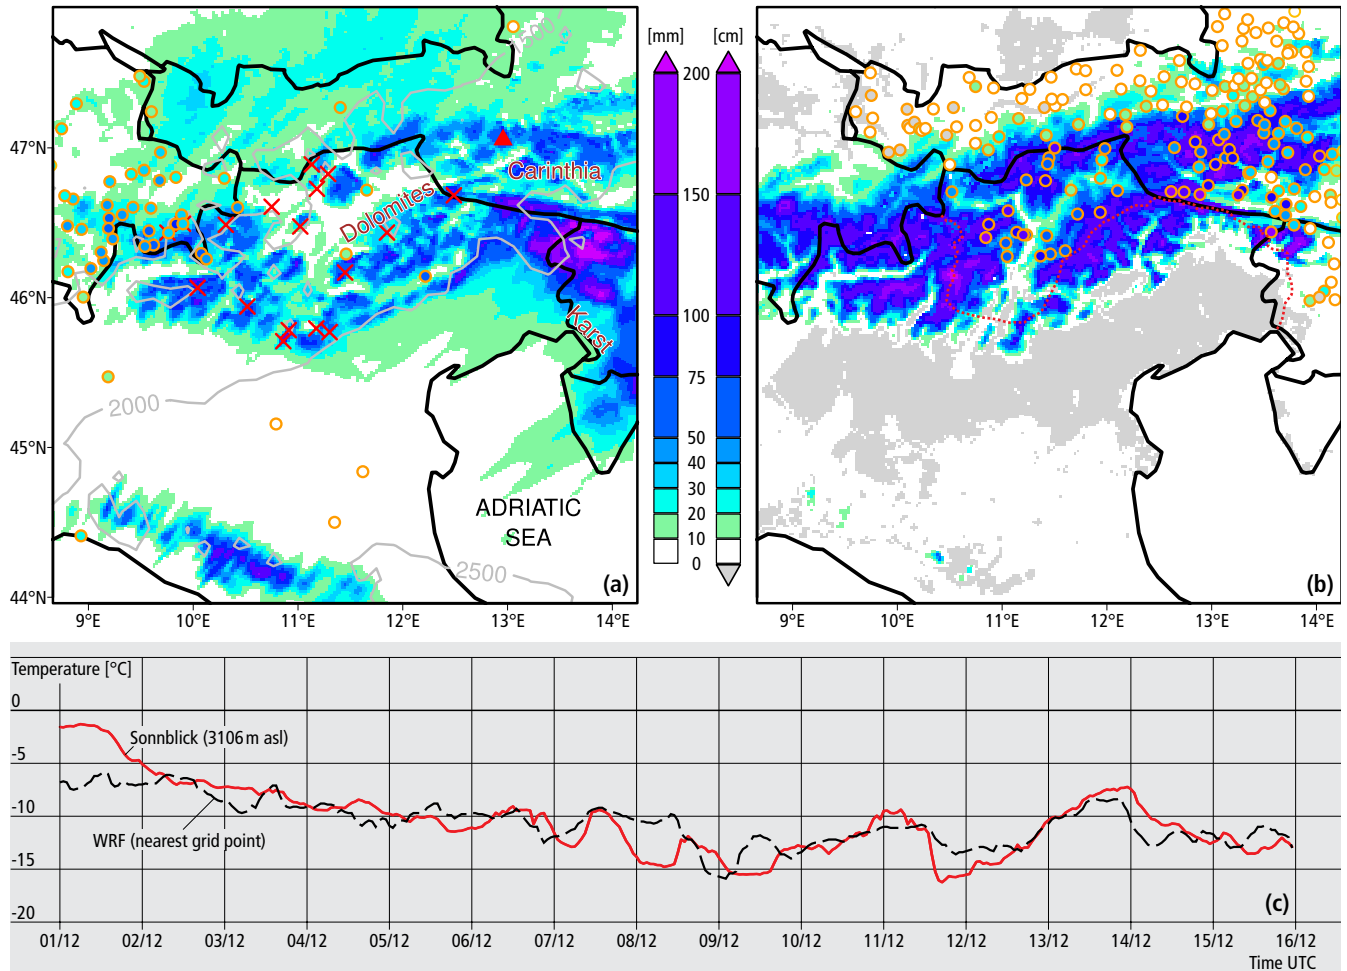 [mm]
[cm]
200
150
100
75
50
40
30
20
10
0
47°N
46°N
45°N
44°N
9°E
10°E
11°E
12°E
13°E
14°E
1500
2000
2500
Carinthia
Dolomites
Karst
ADRIATIC
SEA
(a)
(b)
9°E
10°E
11°E
12°E
13°E
14°E
Temperature [°C]
0
-5
-10
-15
-20
Sonnblick (3106 m asl)
WRF (nearest grid point)
(c)
01/12
02/12
03/12
04/12
05/12
06/12
07/12
08/12
09/12
10/12
11/12
12/12
13/12
14/12
15/12
16/12
Time UTC